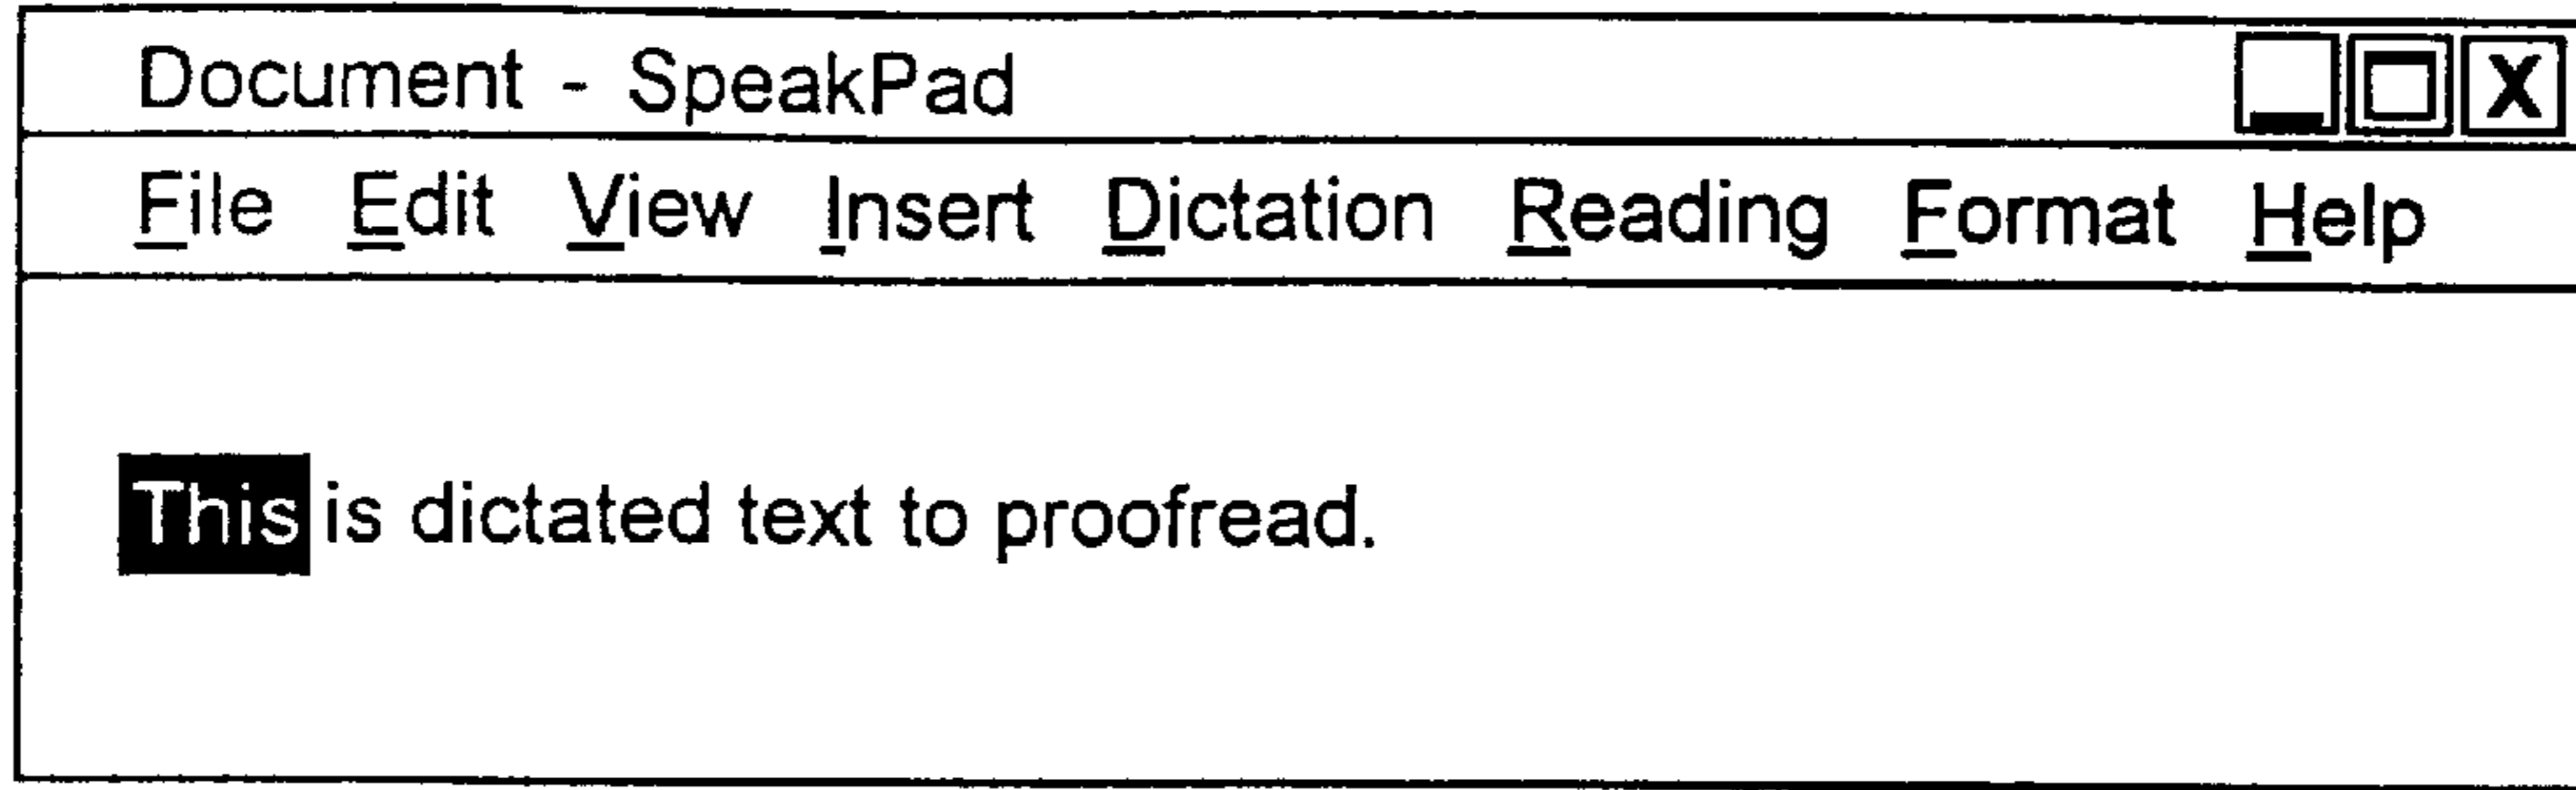 Document - SpeakPad
File Edit View Insert Dictation Reading Format Help
This is dictated text to proofread.